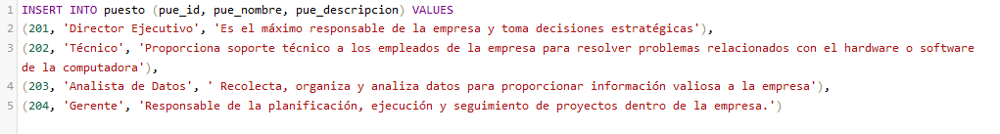 1 INSERT INTO puesto (pue_id, pue_nombre, pue_descripcion) VALUES
2 (201, 'Director Ejecutivo', 'Es el máximo responsable de la empresa y toma decisiones estratégicas'),
3 (202, 'Técnico', 'Proporciona soporte técnico a los empleados de la empresa para resolver problemas relacionados con el hardware o software
de la computadora'),
4 (203, 'Analista de Datos', ' Recolecta, organiza y analiza datos para proporcionar información valiosa a la empresa'),
5 (204, 'Gerente', 'Responsable de la planificación, ejecución y seguimiento de proyectos dentro de la empresa.')